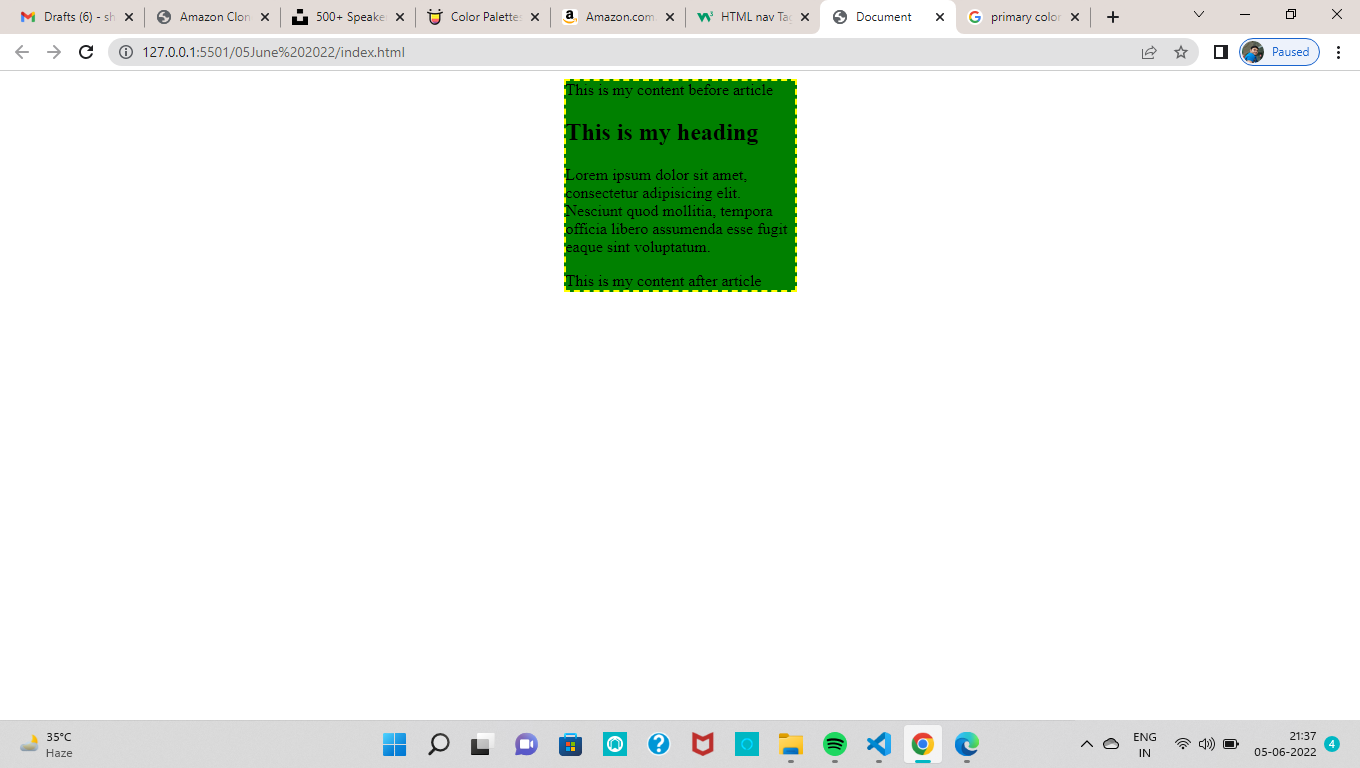 Drafts (6) - sh
Amazon Clon
500+ Speake
Color Palette
Amazon.com
HTML nav Tag
Document
primary color
127.0.0.1:5501/05June%202022/index.html
Paused
This is my content before article
This is my heading
Lorem ipsum dolor sit amet,
consectetur adipisicing elit.
Nesciunt quod mollitia, tempora
officia libero assumenda esse fugit
eaque sint voluptatum.
This is my content after article
35°C
Haze
ENG
IN
21:37
05-06-2022
4